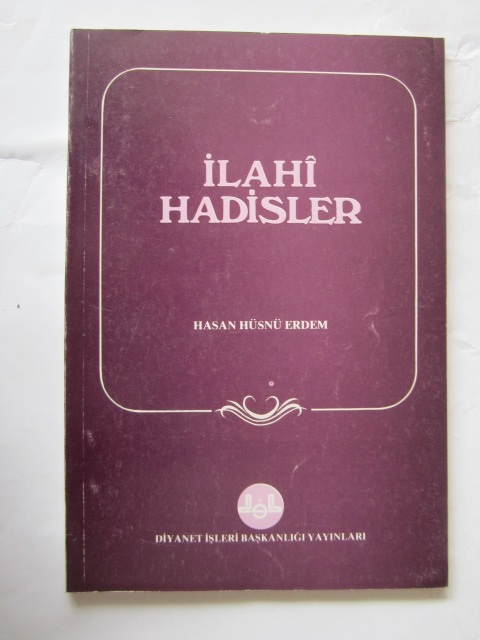 İLAHÎ
HADİSLER
HASAN HÜSNÜ ERDEM
DİYANET İŞLERİ BAŞKANLIĞI YAYINLARI